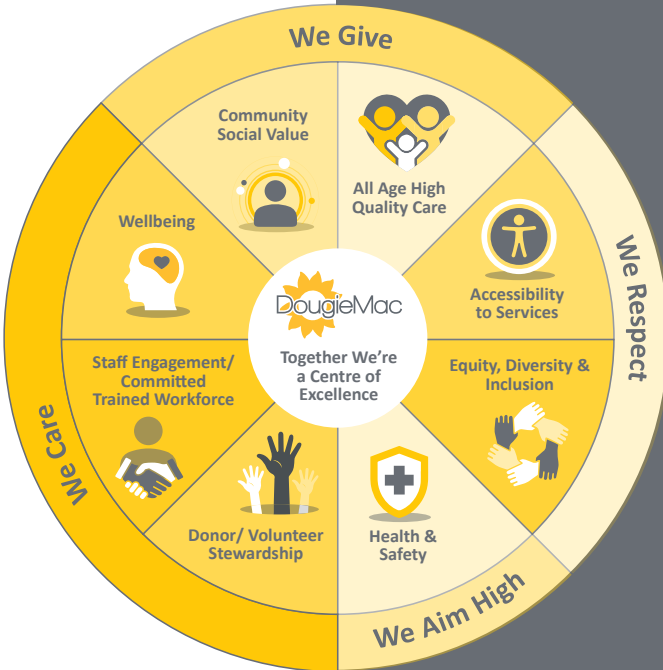 We Give
Community
Social Value
All Age High
Quality Care
Wellbeing
Accessibility
to Services
We Respect
DougieMac
Together We’re
a Centre of
Excellence
Staff Engagement/
Committed
Trained Workforce
Equity, Diversity &
Inclusion
We Care
Donor/ Volunteer
Stewardship
Health &
Safety
We Aim High